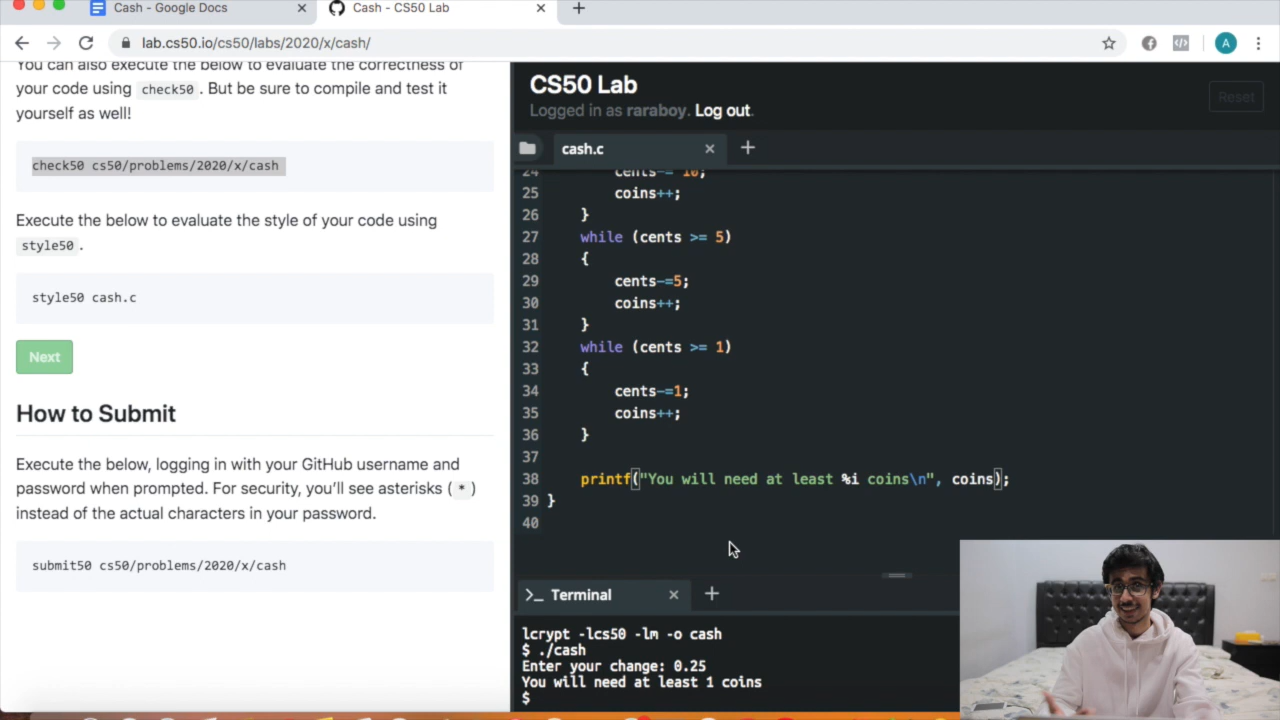 Cash - Google Docs
Cash - CS50 Lab
lab.cs50.io/cs50/labs/2020/x/cash/
A
You can also execute the below to evaluate the correctness of
your code using check50. But be sure to compile and test it
yourself as well!
check50 cs50/problems/2020/x/cash
Execute the below to evaluate the style of your code using
style50.
style50 cash.c
Next
How to Submit
Execute the below, logging in with your GitHub username and
password when prompted. For security, you'll see asterisks (*)
instead of the actual characters in your password.
submit50 cs50/problems/2020/x/cash
CS50 Lab
Logged in as raraboy. Log out.
Reset
cash.c
24 cents-= 10;
25 coins++;
26 }
27 while (cents >= 5)
28 {
29 cents-=5;
30 coins++;
31 }
32 while (cents >= 1)
33 {
34 cents-=1;
35 coins++;
36 }
37
38 printf("You will need at least %i coins\n", coins);
39 }
40
>_ Terminal
lcrypt -lcs50 -lm -o cash
$ ./cash
Enter your change: 0.25
You will need at least 1 coins
$